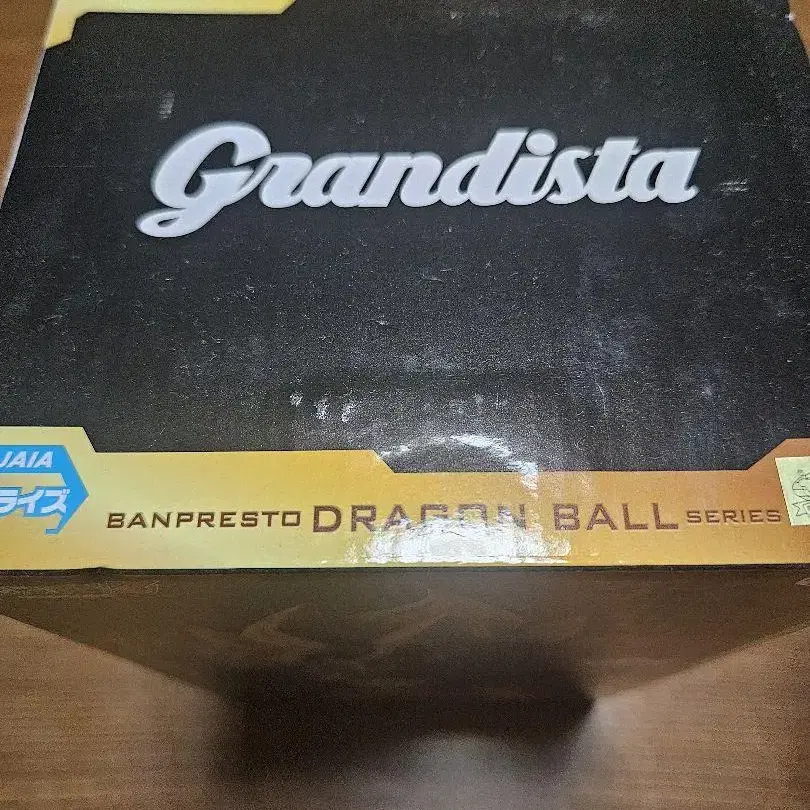 Grandista
JAIA
ライズ
BANPRESTO DRAGON BALL SERIES